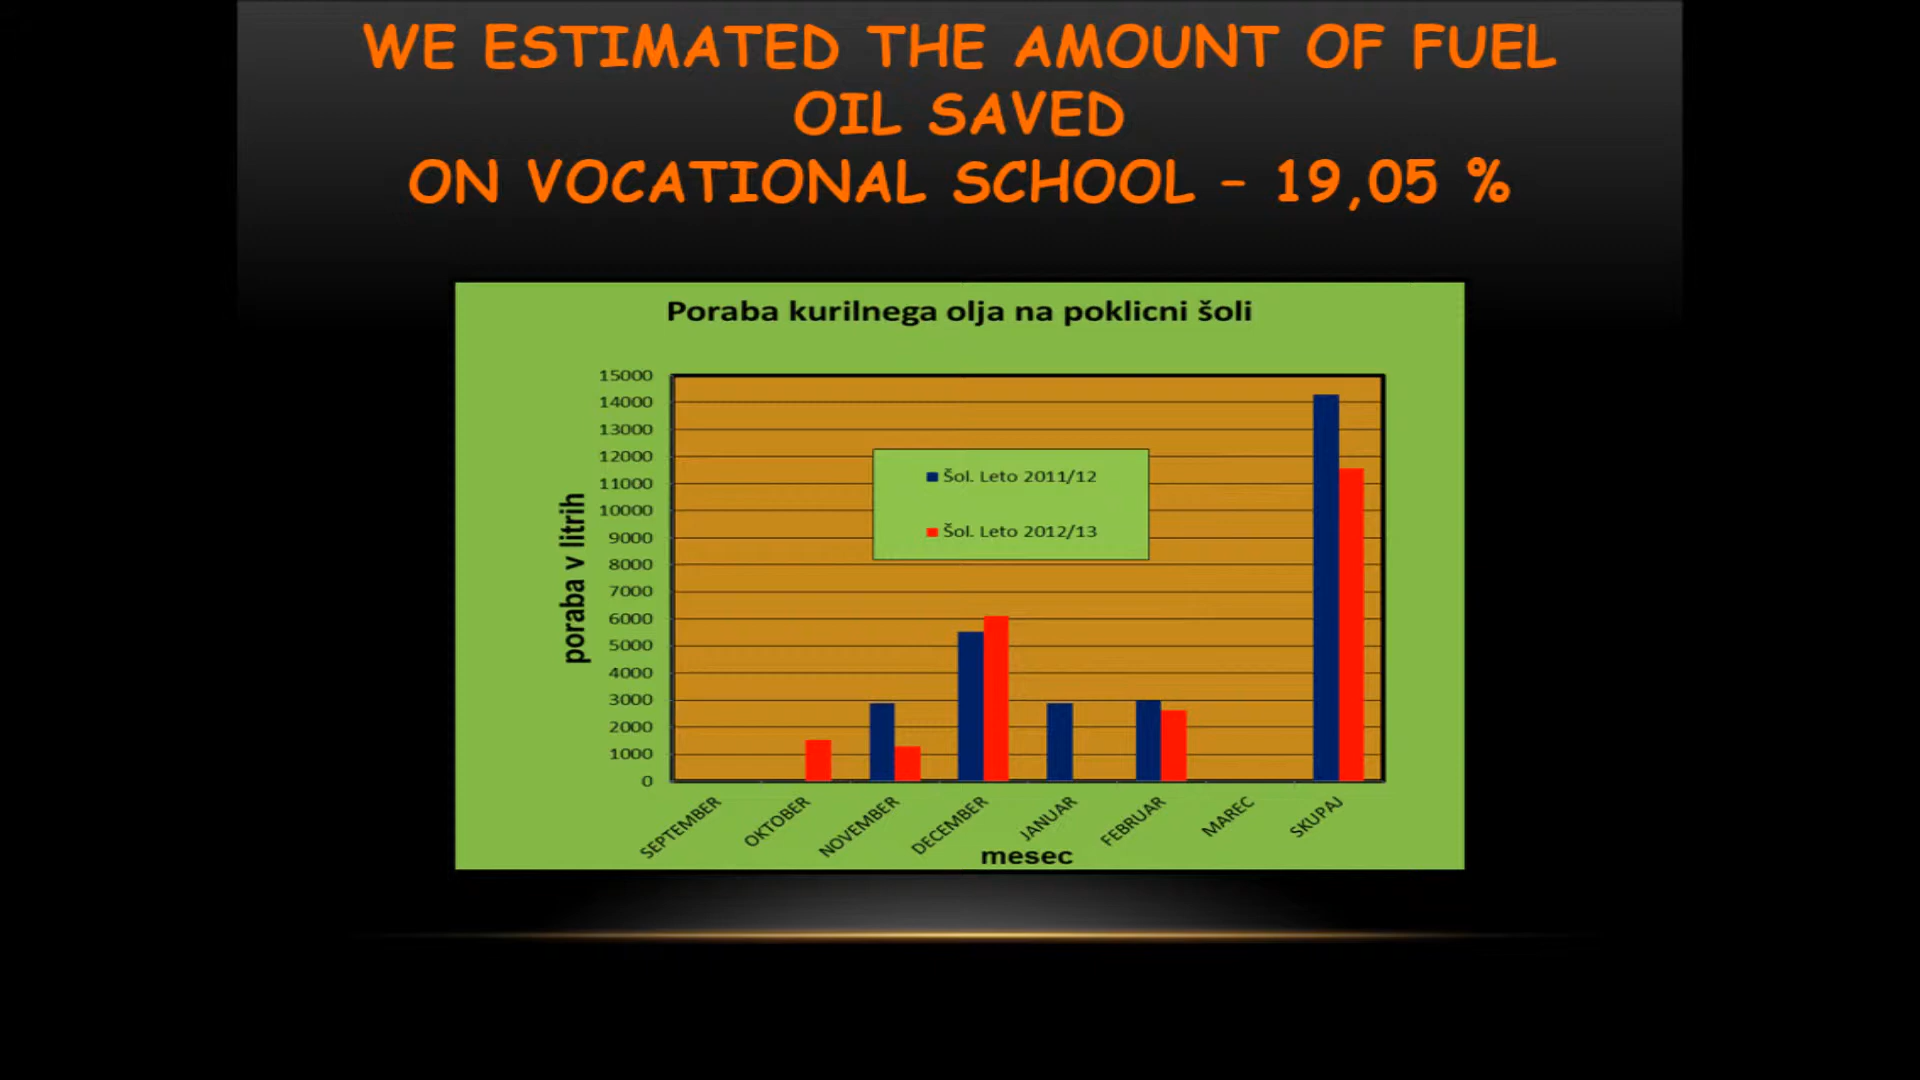 WE ESTIMATED THE AMOUNT OF FUEL
OIL SAVED
ON VOCATIONAL SCHOOL – 19,05 %
Poraba kurilnega olja na poklicni šoli
15000
14000
13000
12000
11000
10000
9000
8000
7000
6000
5000
4000
3000
2000
1000
0
poraba v litrih
Šol. Leto 2011/12
Šol. Leto 2012/13
SEPTEMBER
OKTOBER
NOVEMBER
DECEMBER
JANUAR
FEBRUAR
MAREC
SKUPAJ
mesec